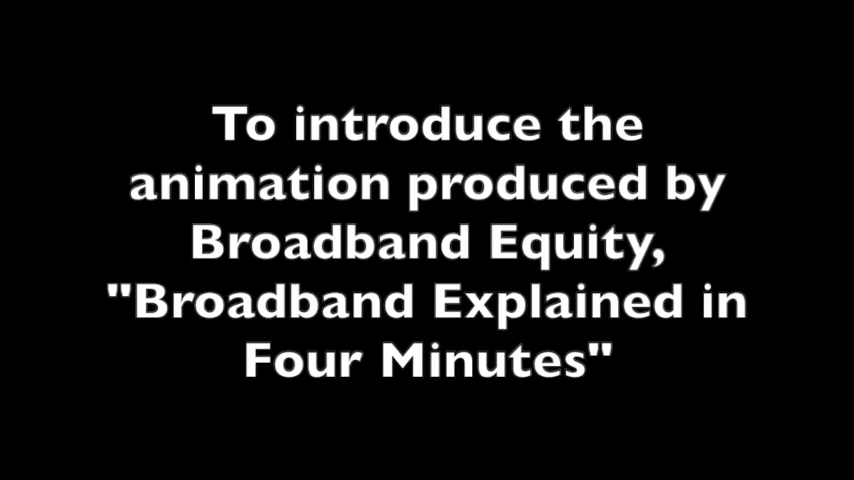 To introduce the
animation produced by
Broadband Equity,
"Broadband Explained in
Four Minutes"